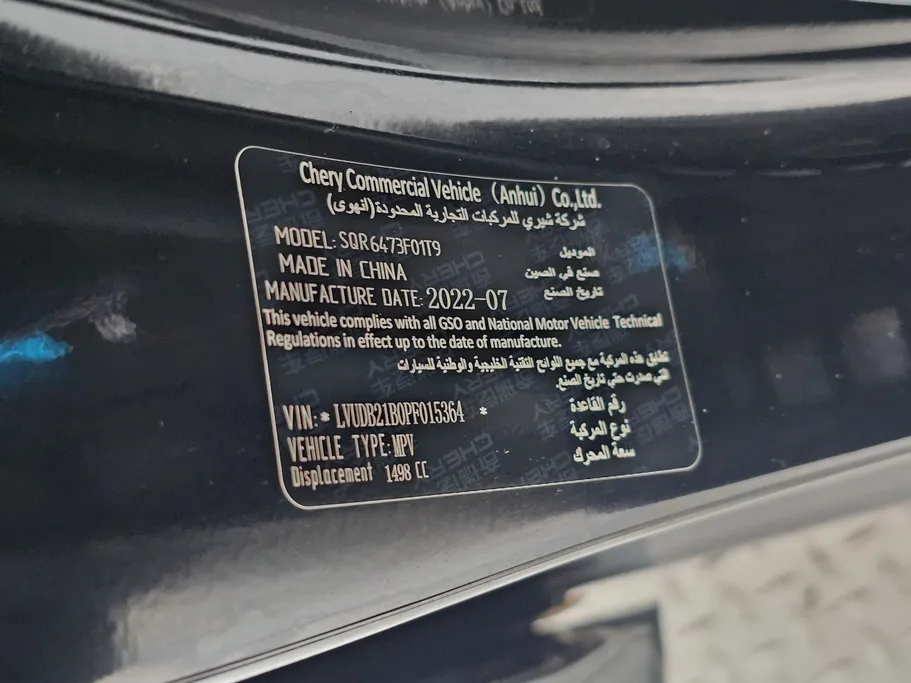 Chery Commercial Vehicle (Anhui) Co.,Ltd.
شركة شيري للمركبات التجارية المحدودة(انهوى)
MODEL: SQR6473F01T9 الموديل
MADE IN CHINA صنع في الصين
MANUFACTURE DATE: 2022-07 تاريخ الصنع
This vehicle complies with all GSO and National Motor Vehicle Technical
Regulations in effect up to the date of manufacture.
تطابق هذه المركبة مع جميع اللوائح التقنية الخليجية والوطنية للسيارات
التي صدرت حتى تاريخ الصنع.
VIN: * LVUDB21B0PF015364 * رقم القاعدة
VEHICLE TYPE: MPV نوع المركبة
Displacement 1498 CC سعة المحرك